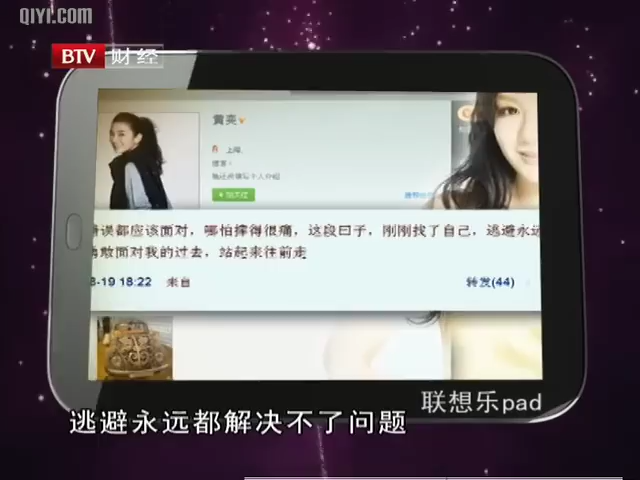 QIYI.COM
BTV 财经
黄奕
上海,
+ 加关注
错误都应该面对，哪怕摔得很痛，这段日子，刚刚找了自己，逃避永远
勇敢面对我的过去，站起来往前走
8-19 18:22 来自
转发(44)
联想乐pad
逃避永远都解决不了问题